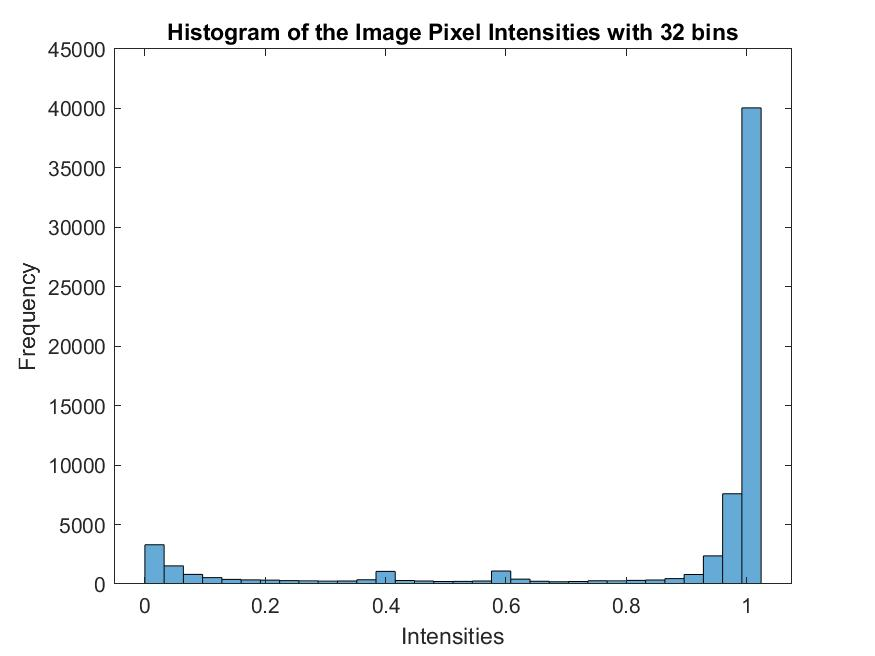 Histogram of the Image Pixel Intensities with 32 bins
45000
40000
35000
30000
25000
20000
15000
10000
5000
0
Frequency
0 0.2 0.4 0.6 0.8 1
Intensities